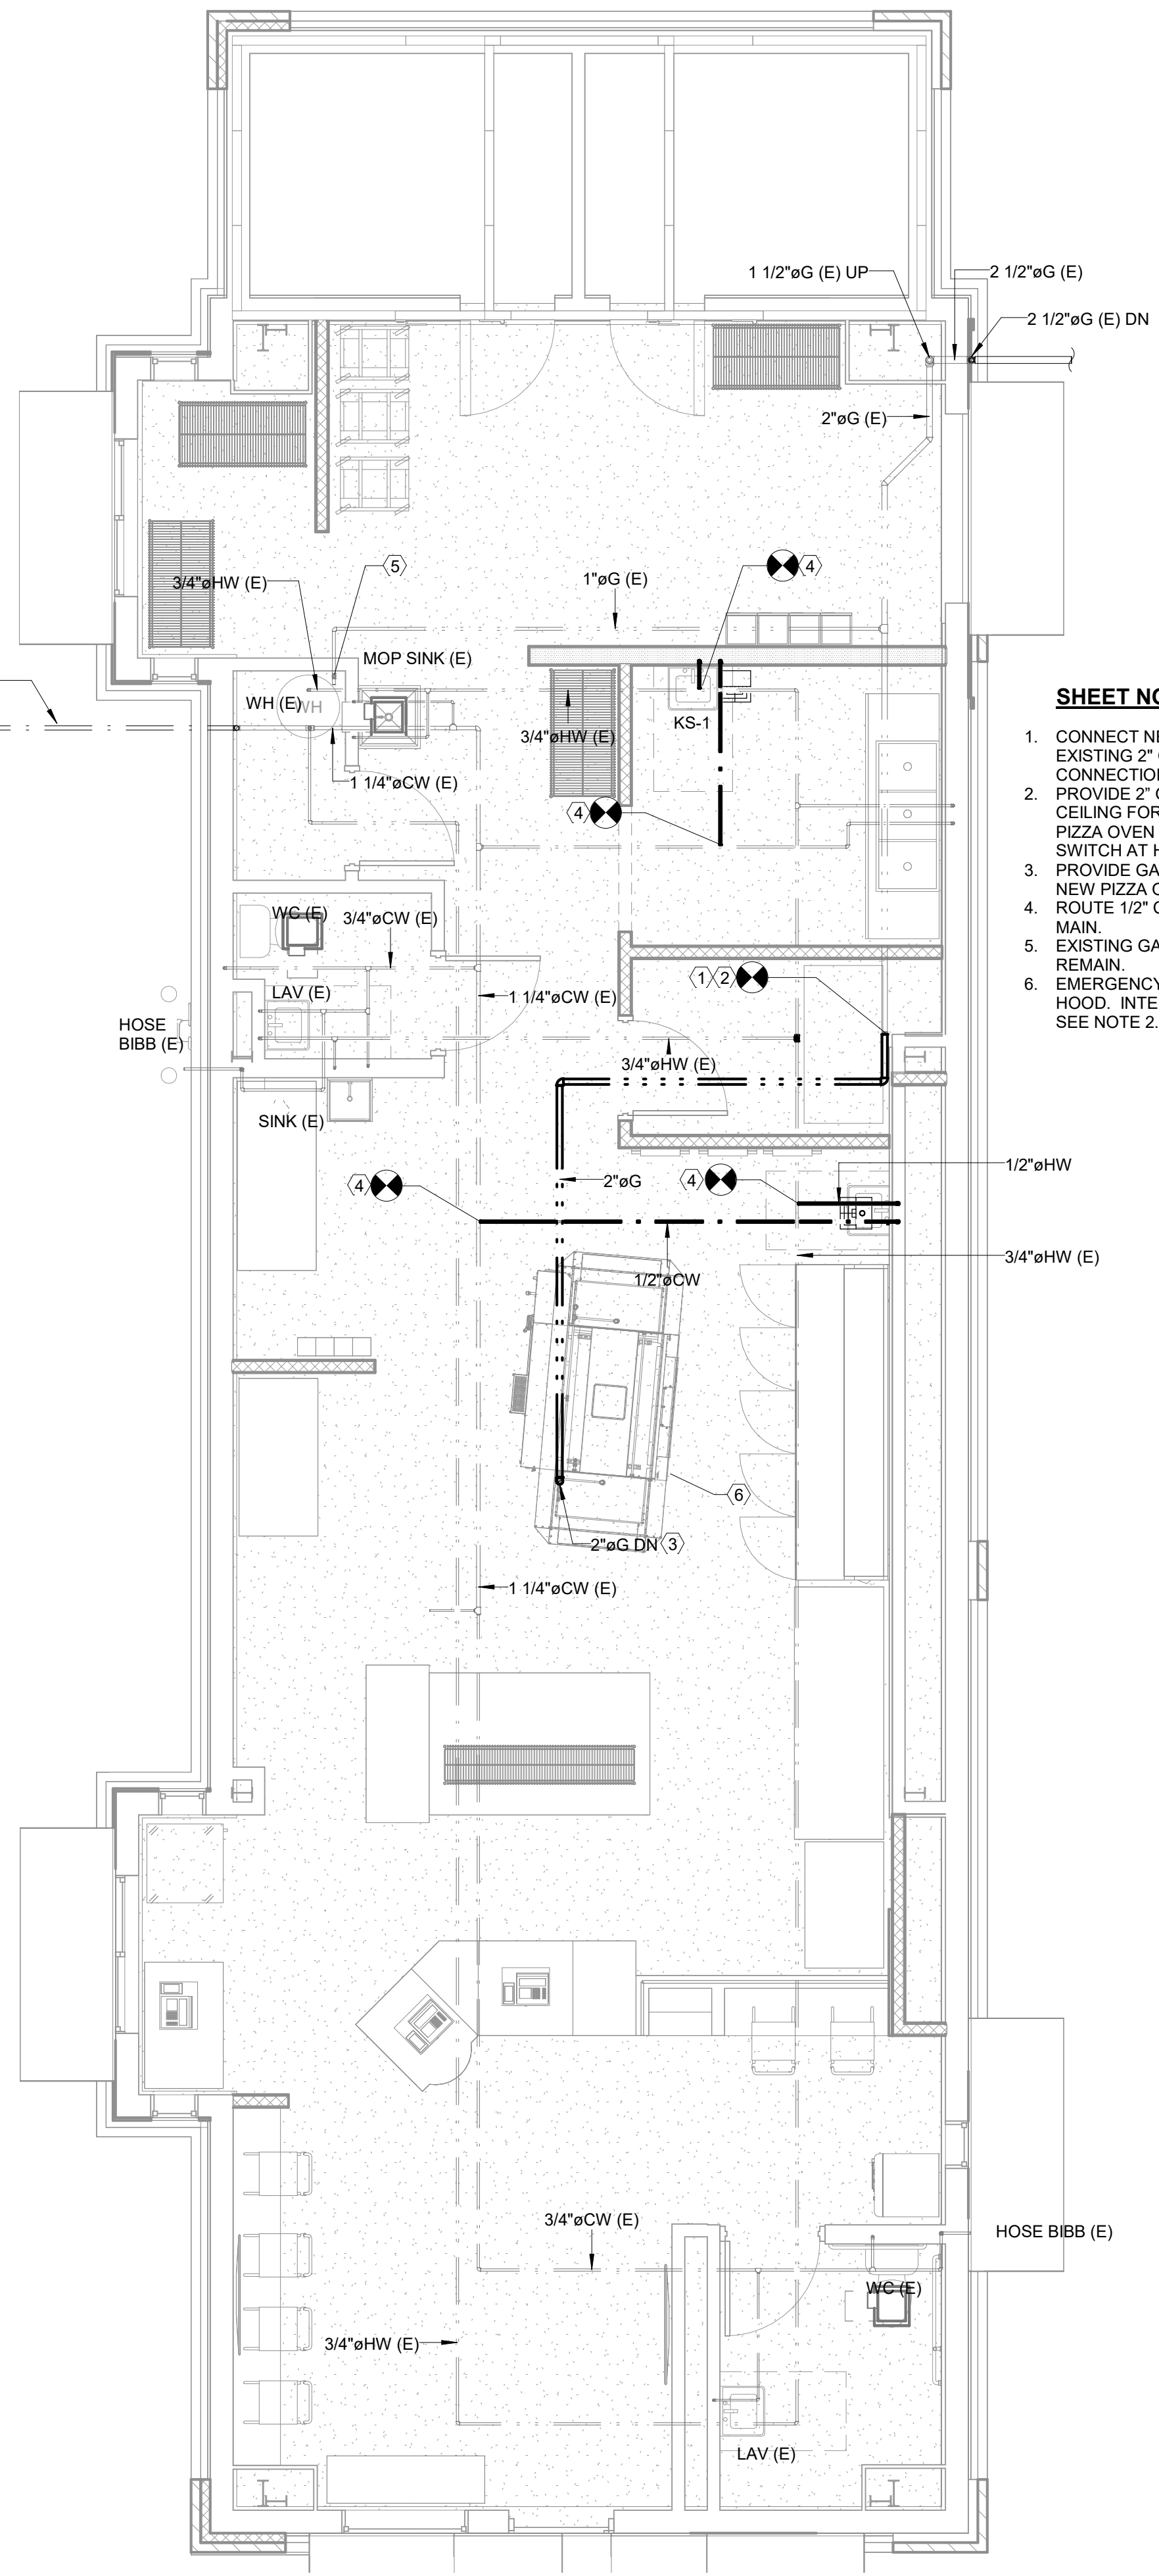 1 1/2"øG (E) UP
2 1/2"øG (E)
2 1/2"øG (E) DN
2"øG (E)
4
5
3/4"øHW (E)
1"øG (E)
MOP SINK (E)
WH (E)
WH
KS-1
3/4"øHW (E)
1 1/4"øCW (E)
4
SHEET NO
1. CONNECT NE
EXISTING 2"
CONNECTION
2. PROVIDE 2"
CEILING FOR
PIZZA OVEN
SWITCH AT H
3. PROVIDE GA
NEW PIZZA O
4. ROUTE 1/2"
MAIN.
5. EXISTING GA
REMAIN.
6. EMERGENCY
HOOD. INTE
SEE NOTE 2.
WC (E)
3/4"øCW (E)
1 2
LAV (E)
1 1/4"øCW (E)
HOSE
BIBB (E)
3/4"øHW (E)
SINK (E)
1/2"øHW
4
2"øG
4
3/4"øHW (E)
1/2"øCW
6
2"øG DN 3
1 1/4"øCW (E)
3/4"øCW (E)
HOSE BIBB (E)
WC (E)
3/4"øHW (E)
LAV (E)